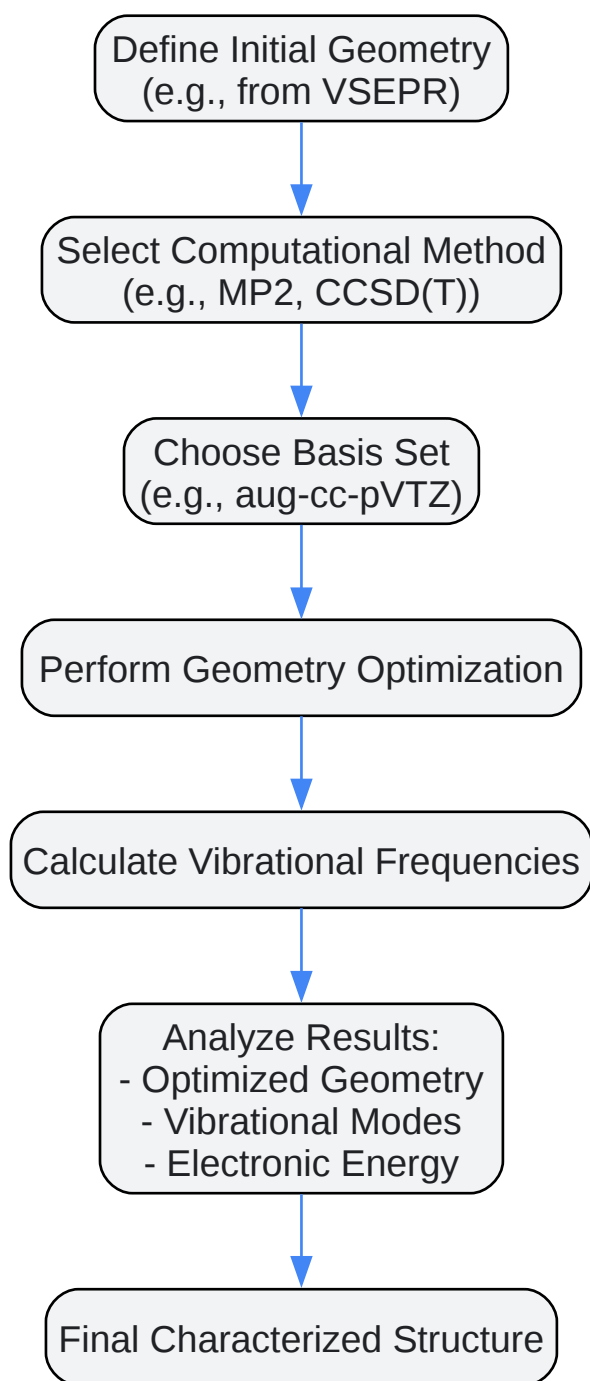 Define Initial Geometry
(e.g., from VSEPR)
Select Computational Method
(e.g., MP2, CCSD(T))
Choose Basis Set
(e.g., aug-cc-pVTZ)
Perform Geometry Optimization
Calculate Vibrational Frequencies
Analyze Results:
- Optimized Geometry
- Vibrational Modes
- Electronic Energy
Final Characterized Structure